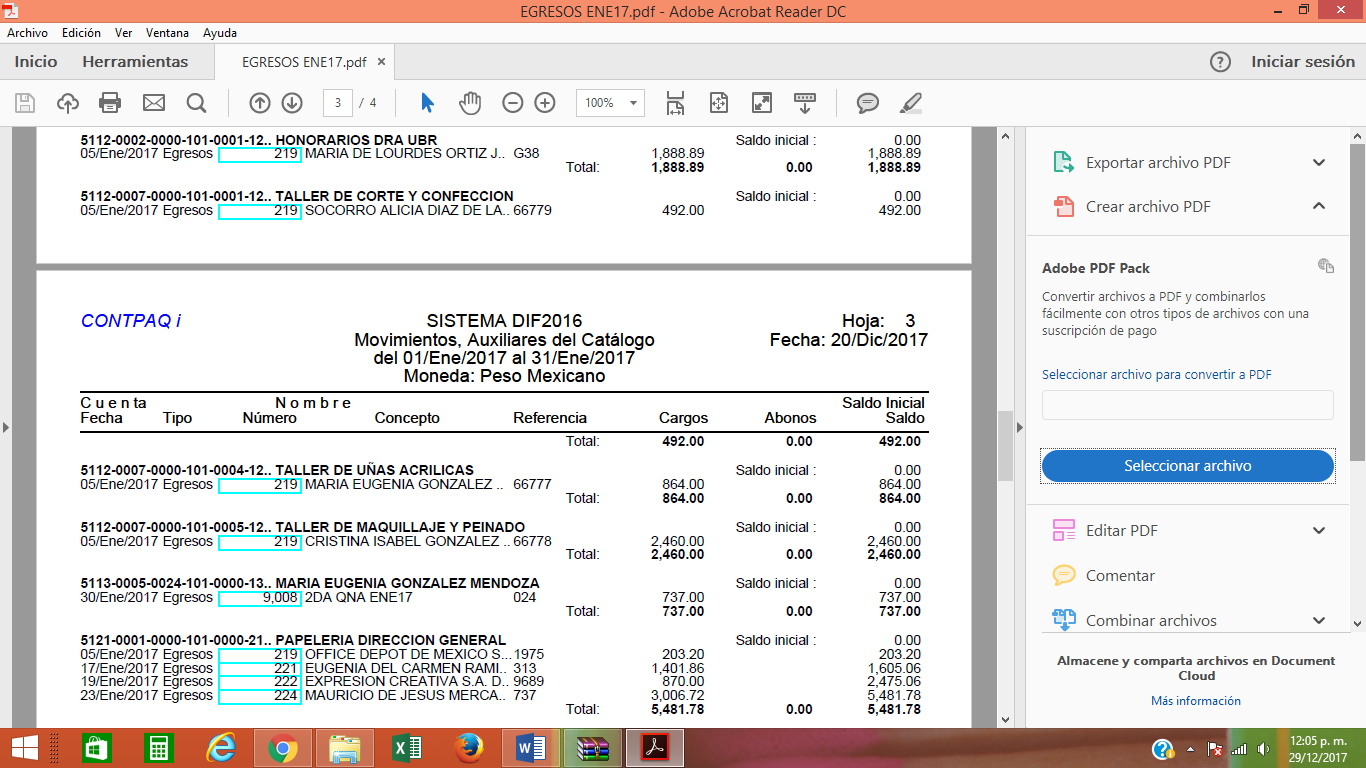 EGRESOS ENE17.pdf - Adobe Acrobat Reader DC
Archivo Edición Ver Ventana Ayuda
Inicio Herramientas EGRESOS ENE17.pdf × ? Iniciar sesión
3 / 4 100%
5112-0002-0000-101-0001-12.. HONORARIOS DRA UBR Saldo inicial : 0.00
05/Ene/2017 Egresos 219 MARIA DE LOURDES ORTIZ J.. G38 1,888.89 1,888.89
Total: 1,888.89 0.00 1,888.89
5112-0007-0000-101-0001-12.. TALLER DE CORTE Y CONFECCION Saldo inicial : 0.00
05/Ene/2017 Egresos 219 SOCORRO ALICIA DIAZ DE LA.. 66779 492.00 492.00
CONTPAQ i SISTEMA DIF2016 Hoja: 3
Movimientos, Auxiliares del Catálogo Fecha: 20/Dic/2017
del 01/Ene/2017 al 31/Ene/2017
Moneda: Peso Mexicano
C u e n t a N o m b r e Saldo Inicial
Fecha Tipo Número Concepto Referencia Cargos Abonos Saldo
Total: 492.00 0.00 492.00
5112-0007-0000-101-0004-12.. TALLER DE UÑAS ACRILICAS Saldo inicial : 0.00
05/Ene/2017 Egresos 219 MARIA EUGENIA GONZALEZ .. 66777 864.00 864.00
Total: 864.00 0.00 864.00
5112-0007-0000-101-0005-12.. TALLER DE MAQUILLAJE Y PEINADO Saldo inicial : 0.00
05/Ene/2017 Egresos 219 CRISTINA ISABEL GONZALEZ .. 66778 2,460.00 2,460.00
Total: 2,460.00 0.00 2,460.00
5113-0005-0024-101-0000-13.. MARIA EUGENIA GONZALEZ MENDOZA Saldo inicial : 0.00
30/Ene/2017 Egresos 9,008 2DA QNA ENE17 024 737.00 737.00
Total: 737.00 0.00 737.00
5121-0001-0000-101-0000-21.. PAPELERIA DIRECCION GENERAL Saldo inicial : 0.00
05/Ene/2017 Egresos 219 OFFICE DEPOT DE MEXICO S... 1975 203.20 203.20
17/Ene/2017 Egresos 221 EUGENIA DEL CARMEN RAMI.. 313 1,401.86 1,605.06
19/Ene/2017 Egresos 222 EXPRESION CREATIVA S.A. D.. 9689 870.00 2,475.06
23/Ene/2017 Egresos 224 MAURICIO DE JESUS MERCA.. 737 3,006.72 5,481.78
Total: 5,481.78 0.00 5,481.78
Exportar archivo PDF
Crear archivo PDF
Adobe PDF Pack
Convertir archivos a PDF y combinarlos
fácilmente con otros tipos de archivos con una
suscripción de pago
Seleccionar archivo para convertir a PDF
Seleccionar archivo
Editar PDF
Comentar
Combinar archivos
Almacene y comparta archivos en Document
Cloud
Más información
12:05 p. m.
29/12/2017